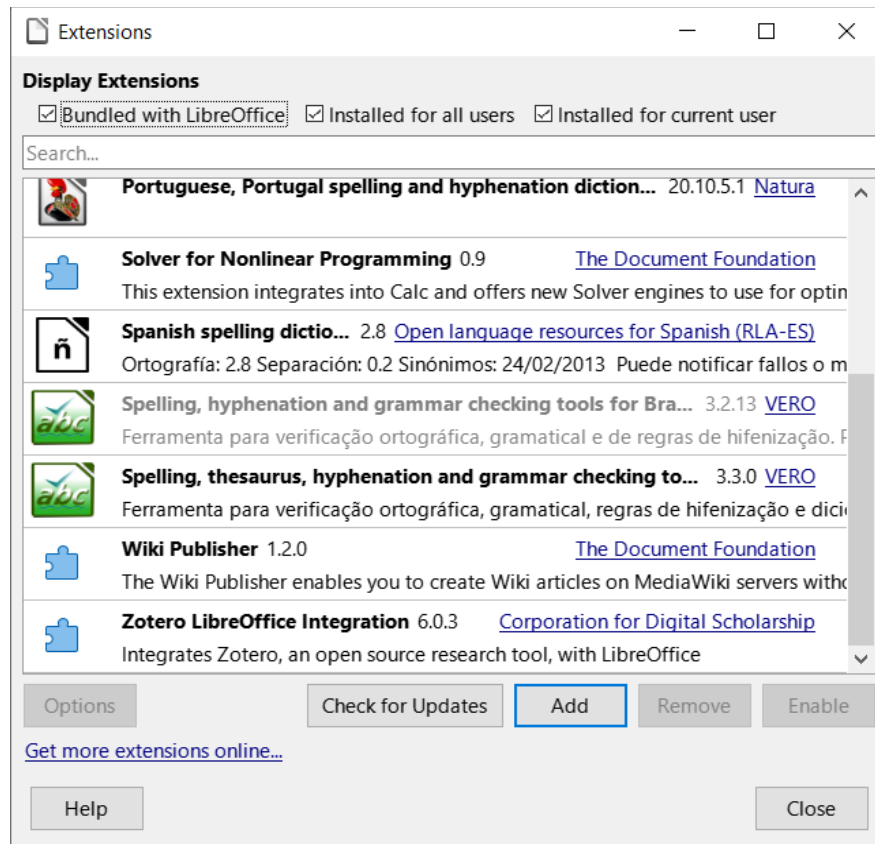 Extensions
Display Extensions
Bundled with LibreOffice Installed for all users Installed for current user
Search...
Portuguese, Portugal spelling and hyphenation diction... 20.10.5.1 Natura
Solver for Nonlinear Programming 0.9 The Document Foundation
This extension integrates into Calc and offers new Solver engines to use for optim
ñ
Spanish spelling dictio... 2.8 Open language resources for Spanish (RLA-ES)
Ortografía: 2.8 Separación: 0.2 Sinónimos: 24/02/2013 Puede notificar fallos o m
abc
Spelling, hyphenation and grammar checking tools for Bra... 3.2.13 VERO
Ferramenta para verificação ortográfica, gramatical e de regras de hifenização. P
abc
Spelling, thesaurus, hyphenation and grammar checking to... 3.3.0 VERO
Ferramenta para verificação ortográfica, gramatical, regras de hifenização e dici
Wiki Publisher 1.2.0 The Document Foundation
The Wiki Publisher enables you to create Wiki articles on MediaWiki servers witho
Zotero LibreOffice Integration 6.0.3 Corporation for Digital Scholarship
Integrates Zotero, an open source research tool, with LibreOffice
Options Check for Updates Add Remove Enable
Get more extensions online...
Help Close